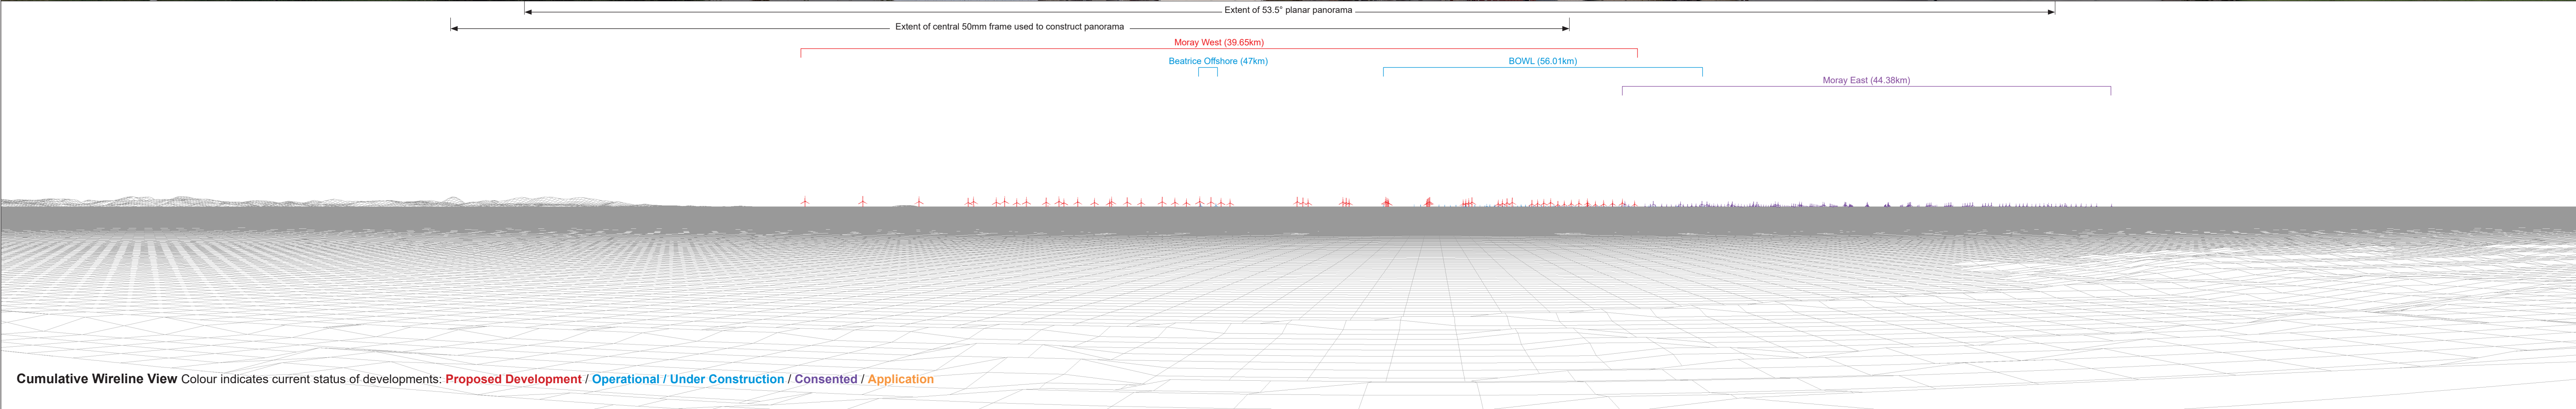 Extent of 53.5° planar panorama
Extent of central 50mm frame used to construct panorama
Moray West (39.65km)
Beatrice Offshore (47km)
BOWL (56.01km)
Moray East (44.38km)
Cumulative Wireline View Colour indicates current status of developments: Proposed Development / Operational / Under Construction / Consented / Application